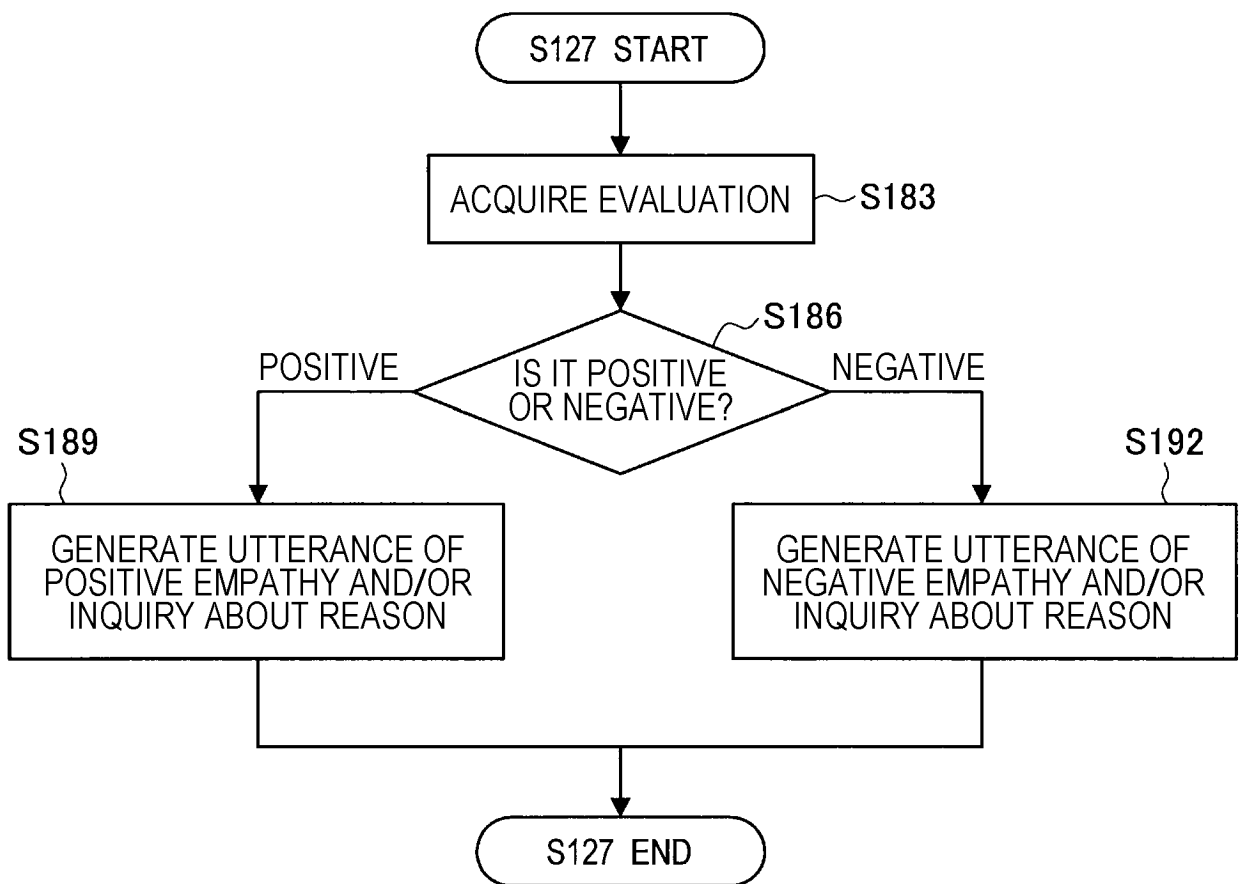 S127 START
ACQUIRE EVALUATION
S183
S186
POSITIVE
IS IT POSITIVE
OR NEGATIVE?
NEGATIVE
S189
S192
GENERATE UTTERANCE OF
POSITIVE EMPATHY AND/OR
INQUIRY ABOUT REASON
GENERATE UTTERANCE OF
NEGATIVE EMPATHY AND/OR
INQUIRY ABOUT REASON
S127 END